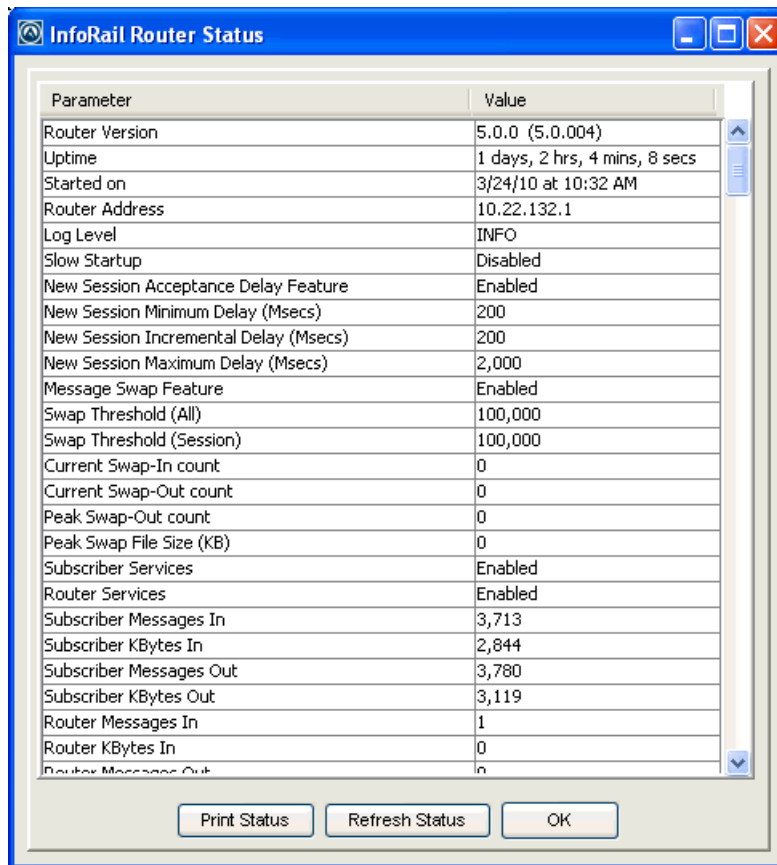 InfoRail Router Status
Parameter Value
Router Version 5.0.0 (5.0.004)
Uptime 1 days, 2 hrs, 4 mins, 8 secs
Started on 3/24/10 at 10:32 AM
Router Address 10.22.132.1
Log Level INFO
Slow Startup Disabled
New Session Acceptance Delay Feature Enabled
New Session Minimum Delay (Msecs) 200
New Session Incremental Delay (Msecs) 200
New Session Maximum Delay (Msecs) 2,000
Message Swap Feature Enabled
Swap Threshold (All) 100,000
Swap Threshold (Session) 100,000
Current Swap-In count 0
Current Swap-Out count 0
Peak Swap-Out count 0
Peak Swap File Size (KB) 0
Subscriber Services Enabled
Router Services Enabled
Subscriber Messages In 3,713
Subscriber KBytes In 2,844
Subscriber Messages Out 3,780
Subscriber KBytes Out 3,119
Router Messages In 1
Router KBytes In 0
Router Messages Out 0
Print Status Refresh Status OK